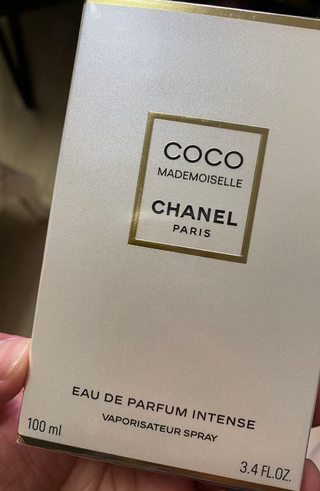 COCO
MADEMOISELLE
CHANEL
PARIS
EAU DE PARFUM INTENSE
VAPORISATEUR SPRAY
100 ml
3.4 FL.OZ.